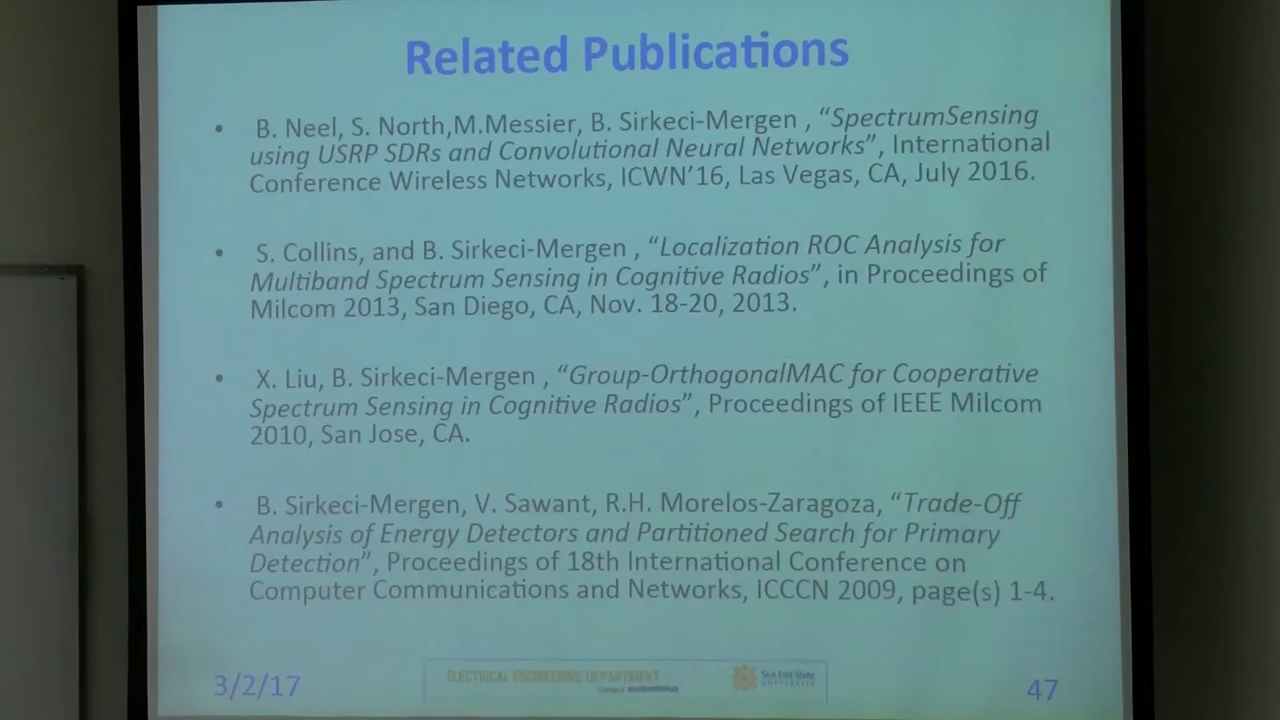 Related Publications
• B. Neel, S. North,M.Messier, B. Sirkeci-Mergen , “SpectrumSensing
using USRP SDRs and Convolutional Neural Networks”, International
Conference Wireless Networks, ICWN’16, Las Vegas, CA, July 2016.
• S. Collins, and B. Sirkeci-Mergen , “Localization ROC Analysis for
Multiband Spectrum Sensing in Cognitive Radios”, in Proceedings of
Milcom 2013, San Diego, CA, Nov. 18-20, 2013.
• X. Liu, B. Sirkeci-Mergen , “Group-OrthogonalMAC for Cooperative
Spectrum Sensing in Cognitive Radios”, Proceedings of IEEE Milcom
2010, San Jose, CA.
• B. Sirkeci-Mergen, V. Sawant, R.H. Morelos-Zaragoza, “Trade-Off
Analysis of Energy Detectors and Partitioned Search for Primary
Detection”, Proceedings of 18th International Conference on
Computer Communications and Networks, ICCCN 2009, page(s) 1-4.
3/2/17
ELECTRICAL ENGINEERING DEPARTMENT
San José State
UNIVERSITY
47